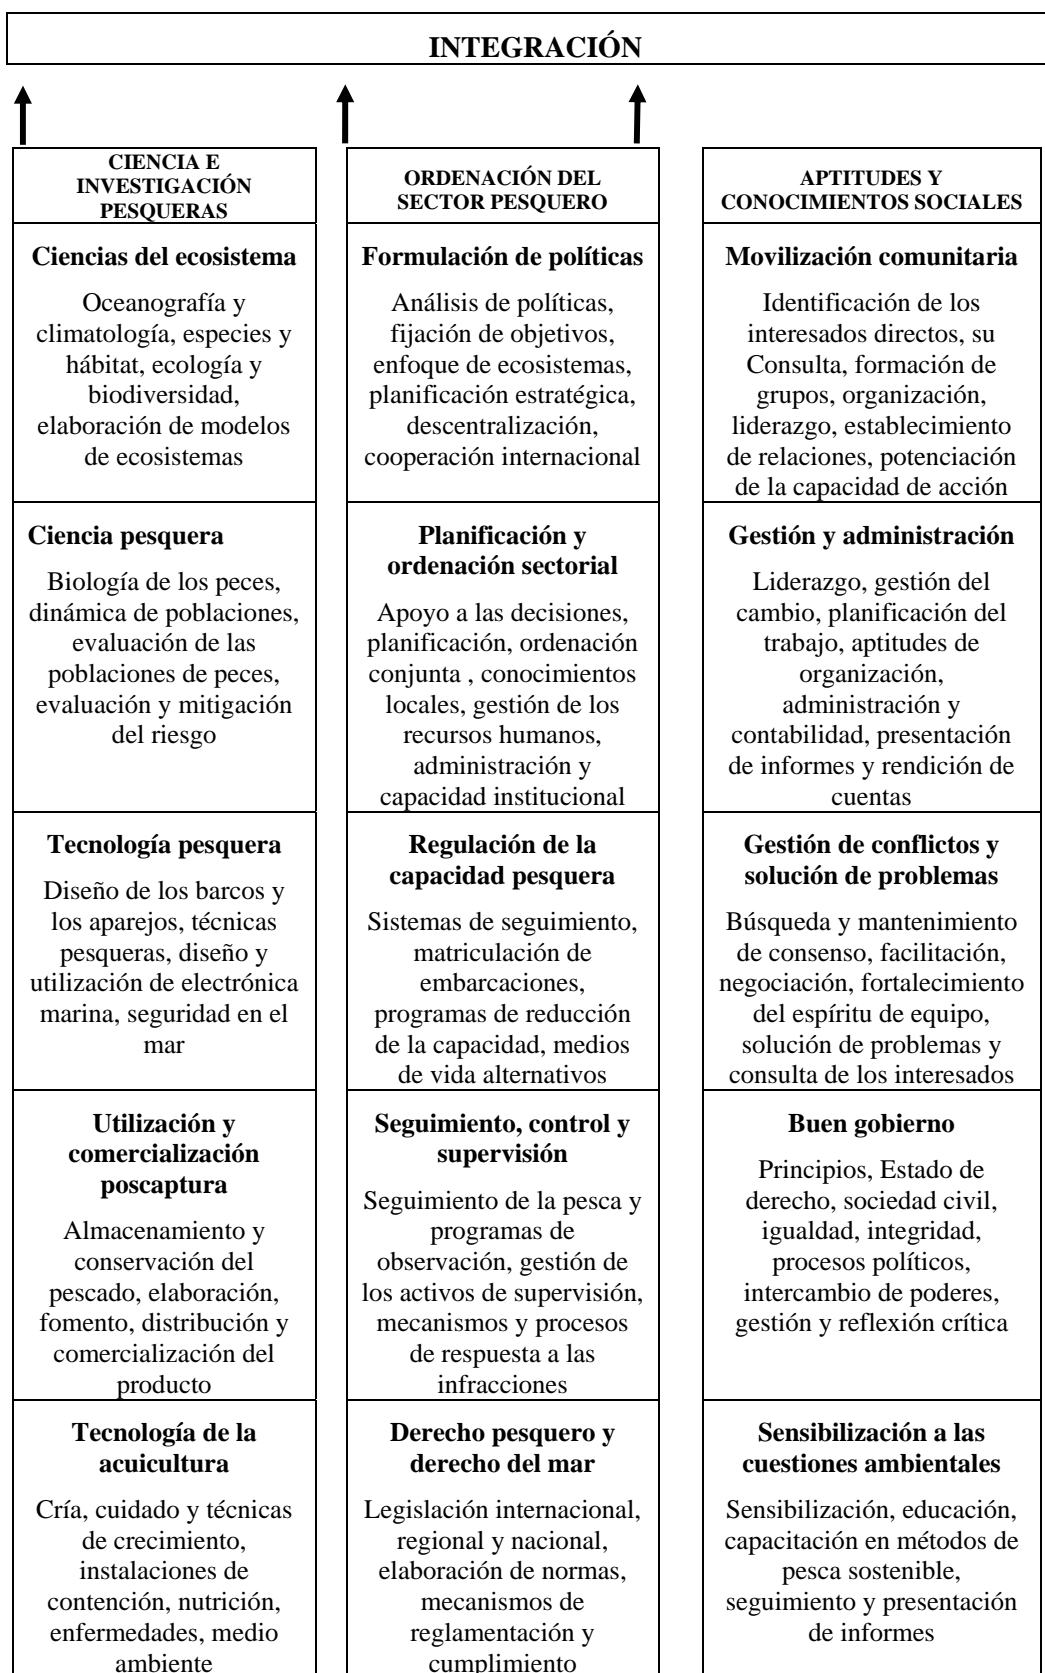 INTEGRACIÓN
CIENCIA E
INVESTIGACIÓN
PESQUERAS
Ciencias del ecosistema
Oceanografía y
climatología, especies y
hábitat, ecología y
biodiversidad,
elaboración de modelos
de ecosistemas
Ciencia pesquera
Biología de los peces,
dinámica de poblaciones,
evaluación de las
poblaciones de peces,
evaluación y mitigación
del riesgo
Tecnología pesquera
Diseño de los barcos y
los aparejos, técnicas
pesqueras, diseño y
utilización de electrónica
marina, seguridad en el
mar
Utilización y
comercialización
poscaptura
Almacenamiento y
conservación del
pescado, elaboración,
fomento, distribución y
comercialización del
producto
Tecnología de la
acuicultura
Cría, cuidado y técnicas
de crecimiento,
instalaciones de
contención, nutrición,
enfermedades, medio
ambiente
ORDENACIÓN DEL
SECTOR PESQUERO
Formulación de políticas
Análisis de políticas,
fijación de objetivos,
enfoque de ecosistemas,
planificación estratégica,
descentralización,
cooperación internacional
Planificación y
ordenación sectorial
Apoyo a las decisiones,
planificación, ordenación
conjunta , conocimientos
locales, gestión de los
recursos humanos,
administración y
capacidad institucional
Regulación de la
capacidad pesquera
Sistemas de seguimiento,
matriculación de
embarcaciones,
programas de reducción
de la capacidad, medios
de vida alternativos
Seguimiento, control y
supervisión
Seguimiento de la pesca y
programas de
observación, gestión de
los activos de supervisión,
mecanismos y procesos
de respuesta a las
infracciones
Derecho pesquero y
derecho del mar
Legislación internacional,
regional y nacional,
elaboración de normas,
mecanismos de
reglamentación y
cumplimiento
APTITUDES Y
CONOCIMIENTOS SOCIALES
Movilización comunitaria
Identificación de los
interesados directos, su
Consulta, formación de
grupos, organización,
liderazgo, establecimiento
de relaciones, potenciación
de la capacidad de acción
Gestión y administración
Liderazgo, gestión del
cambio, planificación del
trabajo, aptitudes de
organización,
administración y
contabilidad, presentación
de informes y rendición de
cuentas
Gestión de conflictos y
solución de problemas
Búsqueda y mantenimiento
de consenso, facilitación,
negociación, fortalecimiento
del espíritu de equipo,
solución de problemas y
consulta de los interesados
Buen gobierno
Principios, Estado de
derecho, sociedad civil,
igualdad, integridad,
procesos políticos,
intercambio de poderes,
gestión y reflexión crítica
Sensibilización a las
cuestiones ambientales
Sensibilización, educación,
capacitación en métodos de
pesca sostenible,
seguimiento y presentación
de informes